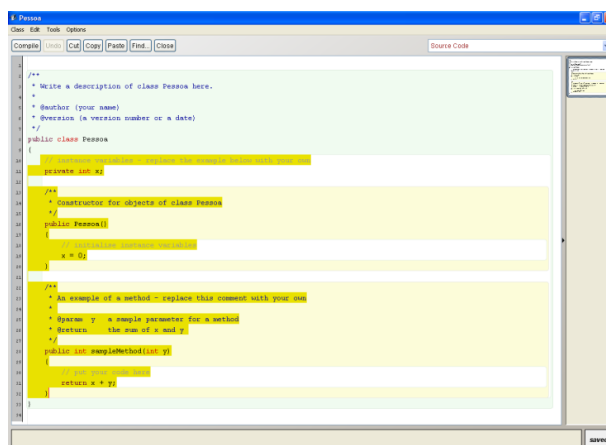 Pessoa
Class Edit Tools Options
Compile Undo Cut Copy Paste Find... Close Source Code
/**
* Write a description of class Pessoa here.
*
* @author (your name)
* @version (a version number or a date)
*/
public class Pessoa
{
// instance variables - replace the example below with your own
private int x;
/**
* Constructor for objects of class Pessoa
*/
public Pessoa()
{
// initialise instance variables
x = 0;
}
/**
* An example of a method - replace this comment with your own
*
* @param y a sample parameter for a method
* @return the sum of x and y
*/
public int sampleMethod(int y)
{
// put your code here
return x + y;
}
}
saved